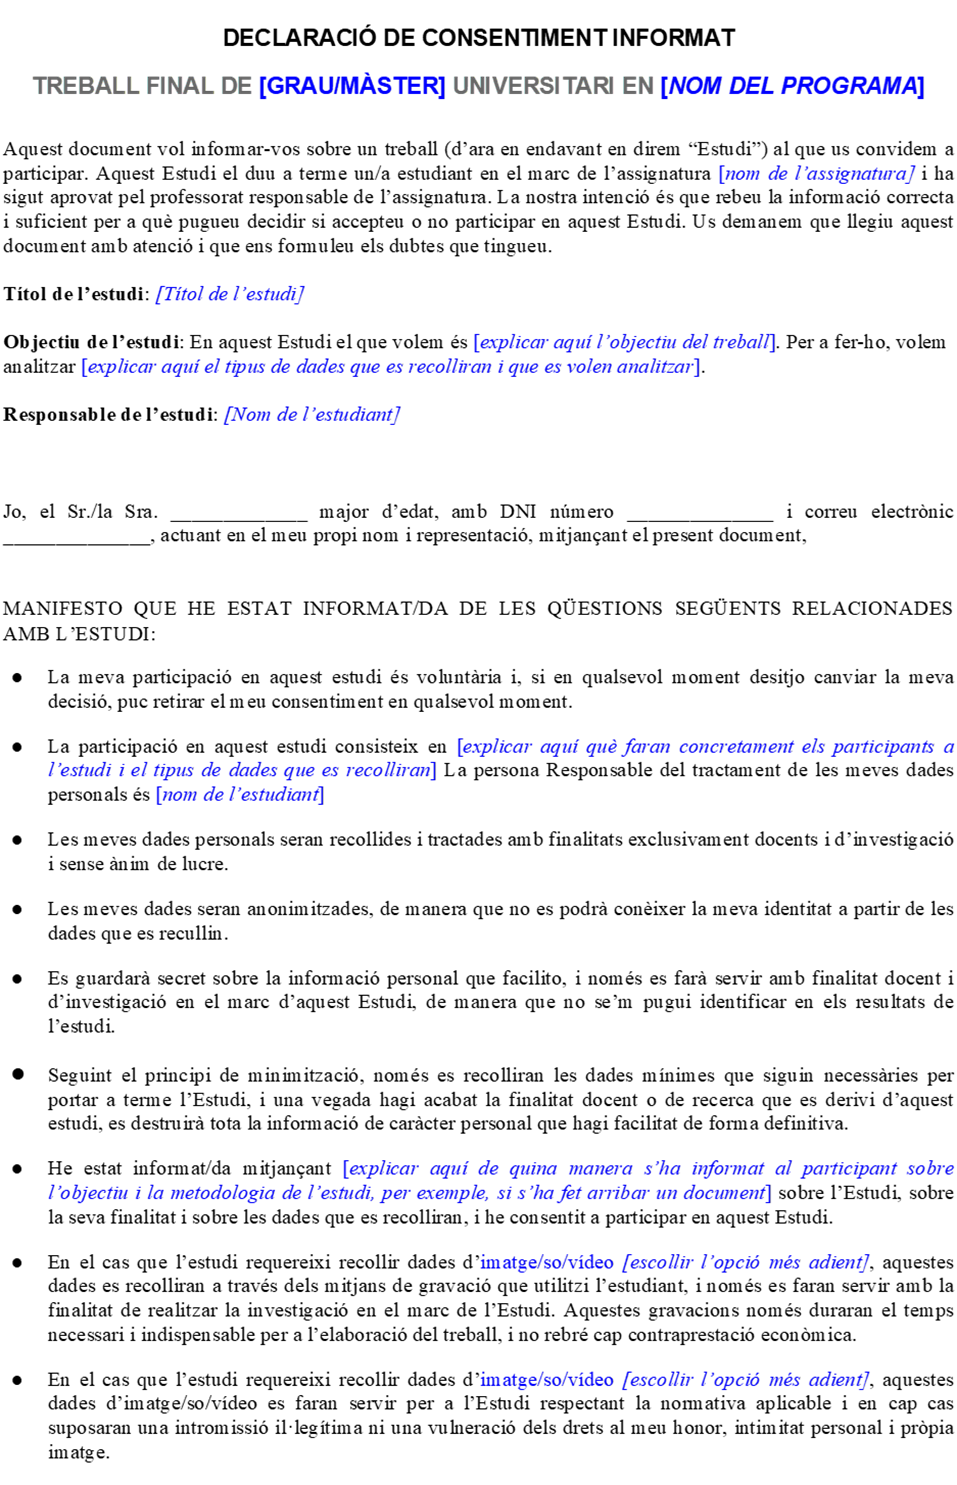 DECLARACIÓ DE CONSENTIMENT INFORMAT
TREBALL FINAL DE [GRAU/MÀSTER] UNIVERSITARI EN [NOM DEL PROGRAMA]
Aquest document vol informar-vos sobre un treball (d’ara en endavant en direm “Estudi”) al que us convidem a
participar. Aquest Estudi el duu a terme un/a estudiant en el marc de l’assignatura [nom de l’assignatura] i ha
sigut aprovat pel professorat responsable de l’assignatura. La nostra intenció és que rebeu la informació correcta
i suficient per a què pugueu decidir si accepteu o no participar en aquest Estudi. Us demanem que llegiu aquest
document amb atenció i que ens formuleu els dubtes que tingueu.
Títol de l’estudi: [Títol de l’estudi]
Objectiu de l’estudi: En aquest Estudi el que volem és [explicar aquí l’objectiu del treball]. Per a fer-ho, volem
analitzar [explicar aquí el tipus de dades que es recolliran i que es volen analitzar].
Responsable de l’estudi: [Nom de l’estudiant]
Jo, el Sr./la Sra. _____________ major d’edat, amb DNI número ______________ i correu electrònic
______________, actuant en el meu propi nom i representació, mitjançant el present document,
MANIFESTO QUE HE ESTAT INFORMAT/DA DE LES QÜESTIONS SEGÜENTS RELACIONADES
AMB L’ESTUDI:
● La meva participació en aquest estudi és voluntària i, si en qualsevol moment desitjo canviar la meva
decisió, puc retirar el meu consentiment en qualsevol moment.
● La participació en aquest estudi consisteix en [explicar aquí què faran concretament els participants a
l’estudi i el tipus de dades que es recolliran] La persona Responsable del tractament de les meves dades
personals és [nom de l’estudiant]
● Les meves dades personals seran recollides i tractades amb finalitats exclusivament docents i d’investigació
i sense ànim de lucre.
● Les meves dades seran anonimitzades, de manera que no es podrà conèixer la meva identitat a partir de les
dades que es recullin.
● Es guardarà secret sobre la informació personal que facilito, i només es farà servir amb finalitat docent i
d’investigació en el marc d’aquest Estudi, de manera que no se’m pugui identificar en els resultats de
l’estudi.
● Seguint el principi de minimització, només es recolliran les dades mínimes que siguin necessàries per
portar a terme l’Estudi, i una vegada hagi acabat la finalitat docent o de recerca que es derivi d’aquest
estudi, es destruirà tota la informació de caràcter personal que hagi facilitat de forma definitiva.
● He estat informat/da mitjançant [explicar aquí de quina manera s’ha informat al participant sobre
l’objectiu i la metodologia de l’estudi, per exemple, si s’ha fet arribar un document] sobre l’Estudi, sobre
la seva finalitat i sobre les dades que es recolliran, i he consentit a participar en aquest Estudi.
● En el cas que l’estudi requereixi recollir dades d’imatge/so/vídeo [escollir l’opció més adient], aquestes
dades es recolliran a través dels mitjans de gravació que utilitzi l’estudiant, i només es faran servir amb la
finalitat de realitzar la investigació en el marc de l’Estudi. Aquestes gravacions només duraran el temps
necessari i indispensable per a l’elaboració del treball, i no rebré cap contraprestació econòmica.
● En el cas que l’estudi requereixi recollir dades d’imatge/so/vídeo [escollir l’opció més adient], aquestes
dades d’imatge/so/vídeo es faran servir per a l’Estudi respectant la normativa aplicable i en cap cas
suposaran una intromissió il·legítima ni una vulneració dels drets al meu honor, intimitat personal i pròpia
imatge.